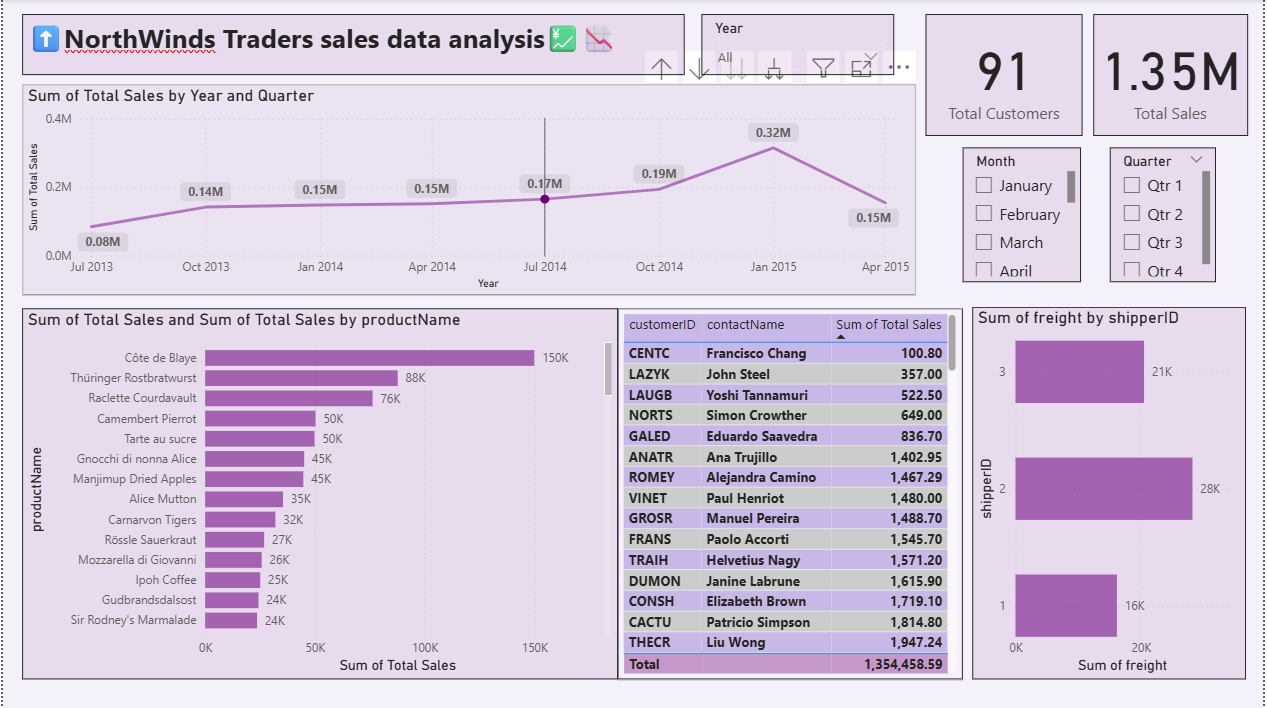 NorthWinds Traders sales data analysis
Year
All
91
Total Customers
1.35M
Total Sales
Sum of Total Sales by Year and Quarter
Sum of Total Sales
0.4M
0.2M
0.0M
0.08M
0.14M
0.15M
0.15M
0.17M
0.19M
0.32M
0.15M
Jul 2013
Oct 2013
Jan 2014
Apr 2014
Jul 2014
Oct 2014
Jan 2015
Apr 2015
Year
Month
January
February
March
April
Quarter
Qtr 1
Qtr 2
Qtr 3
Qtr 4
Sum of Total Sales and Sum of Total Sales by productName
productName
Côte de Blaye 150K
Thüringer Rostbratwurst 88K
Raclette Courdavault 76K
Camembert Pierrot 50K
Tarte au sucre 50K
Gnocchi di nonna Alice 45K
Manjimup Dried Apples 45K
Alice Mutton 35K
Carnarvon Tigers 32K
Rössle Sauerkraut 27K
Mozzarella di Giovanni 26K
Ipoh Coffee 25K
Gudbrandsdalsost 24K
Sir Rodney's Marmalade 24K
0K 50K 100K 150K
Sum of Total Sales
customerID contactName Sum of Total Sales
CENTC Francisco Chang 100.80
LAZYK John Steel 357.00
LAUGB Yoshi Tannamuri 522.50
NORTS Simon Crowther 649.00
GALED Eduardo Saavedra 836.70
ANATR Ana Trujillo 1,402.95
ROMEY Alejandra Camino 1,467.29
VINET Paul Henriot 1,480.00
GROSR Manuel Pereira 1,488.70
FRANS Paolo Accorti 1,545.70
TRAIH Helvetius Nagy 1,571.20
DUMON Janine Labrune 1,615.90
CONSH Elizabeth Brown 1,719.10
CACTU Patricio Simpson 1,814.80
THECR Liu Wong 1,947.24
Total 1,354,458.59
Sum of freight by shipperID
shipperID
3 21K
2 28K
1 16K
0K 20K
Sum of freight